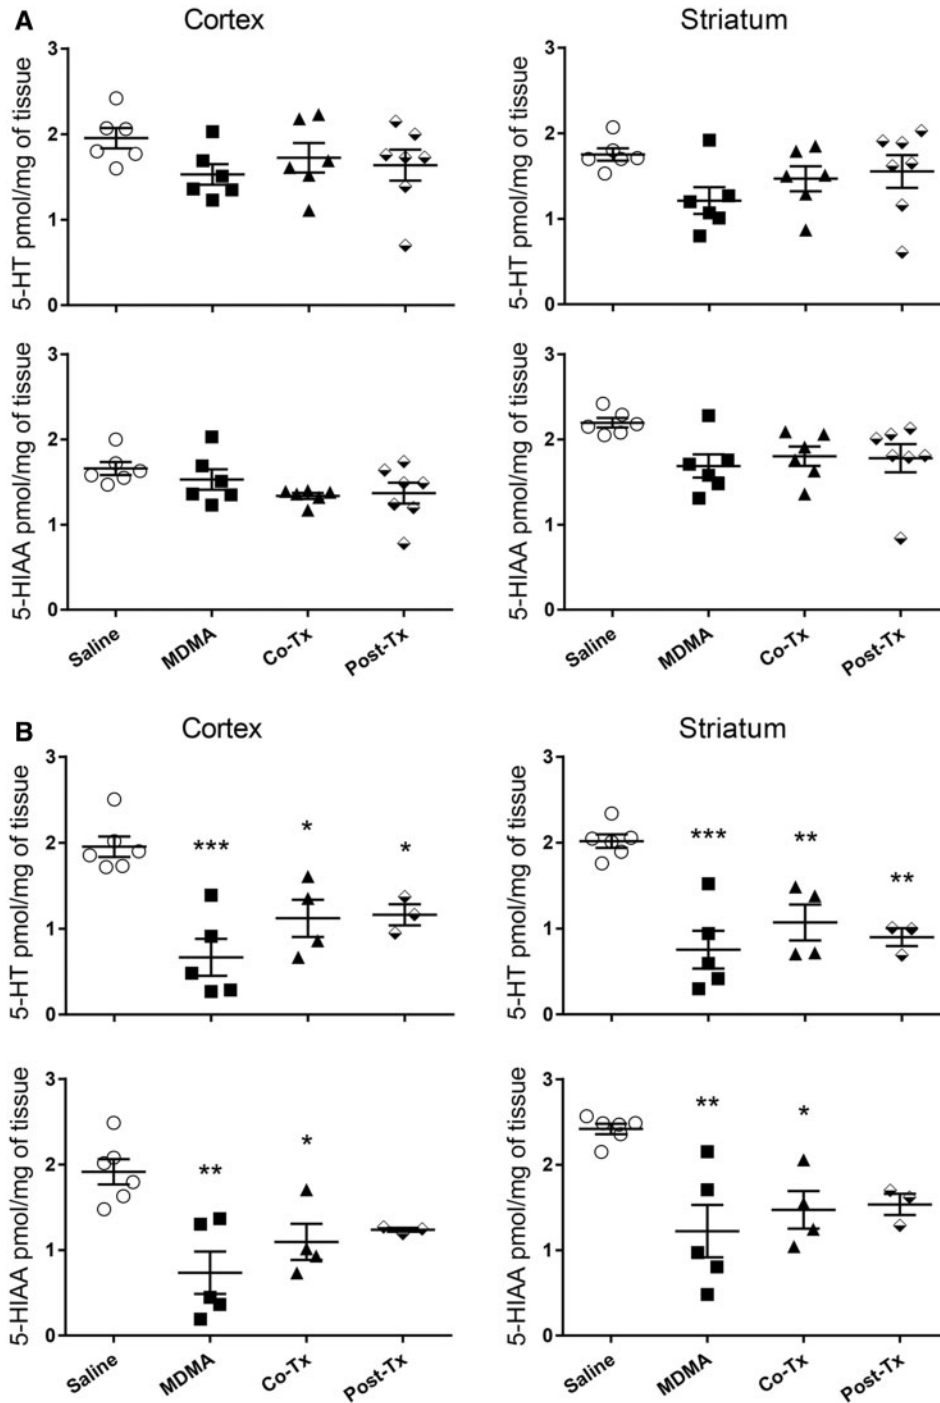 A
Cortex
Striatum
5-HT pmol/mg of tissue
3
2
1
0
5-HT pmol/mg of tissue
3
2
1
0
5-HIAA pmol/mg of tissue
3
2
1
0
Saline
MDMA
Co-Tx
Post-Tx
5-HIAA pmol/mg of tissue
3
2
1
0
Saline
MDMA
Co-Tx
Post-Tx
B
Cortex
Striatum
5-HT pmol/mg of tissue
3
2
1
0
***
*
*
5-HT pmol/mg of tissue
3
2
1
0
***
**
**
5-HIAA pmol/mg of tissue
3
2
1
0
**
*
Saline
MDMA
Co-Tx
Post-Tx
5-HIAA pmol/mg of tissue
3
2
1
0
**
*
Saline
MDMA
Co-Tx
Post-Tx